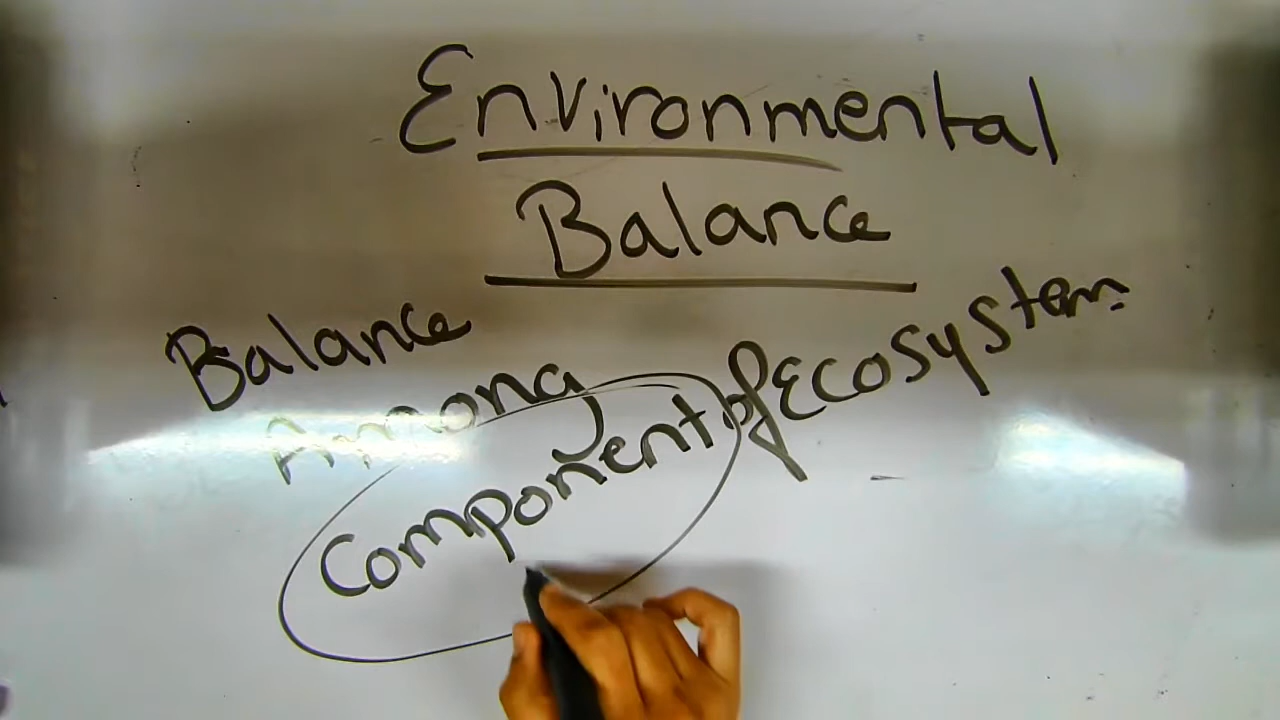 Environmental
Balance
Balance
Among
Component of Ecosystem